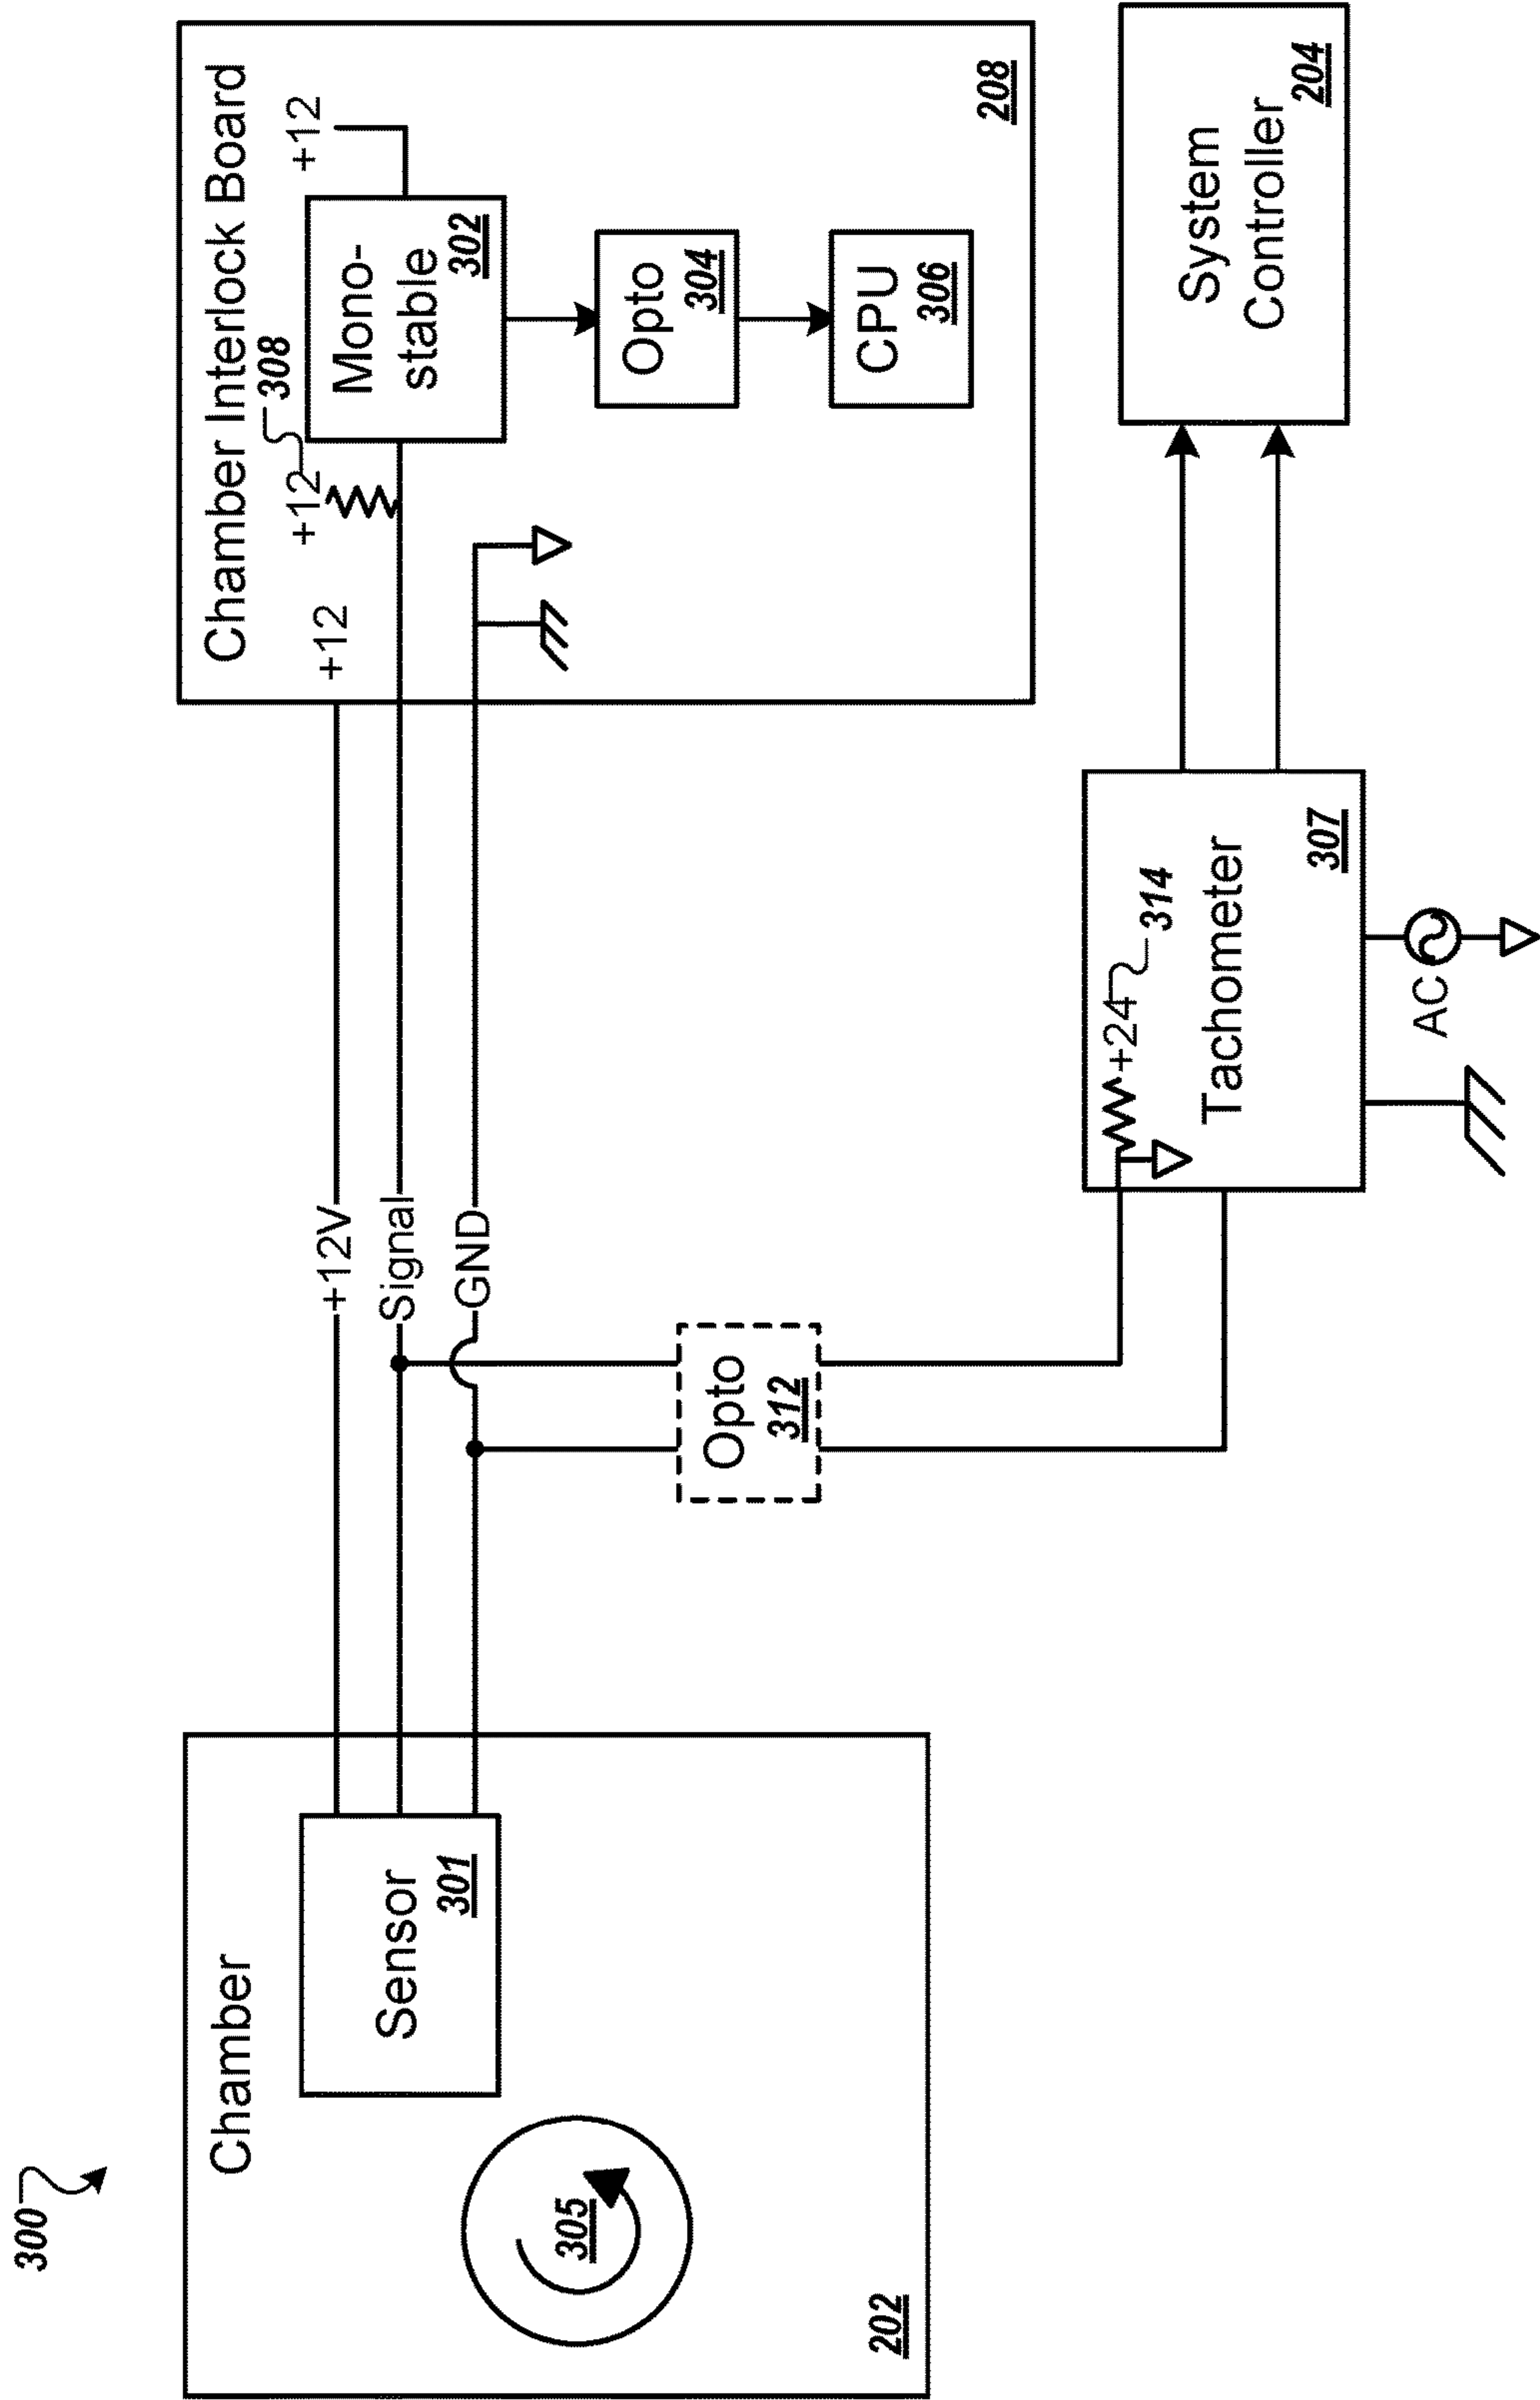 300
Chamber
Sensor
301
305
202
+12V
Signal
GND
Opto
312
Chamber Interlock Board
308
+12
+12
+12
Mono-
stable
302
Opto
304
CPU
306
208
+24
314
Tachometer
307
AC
System
Controller
204